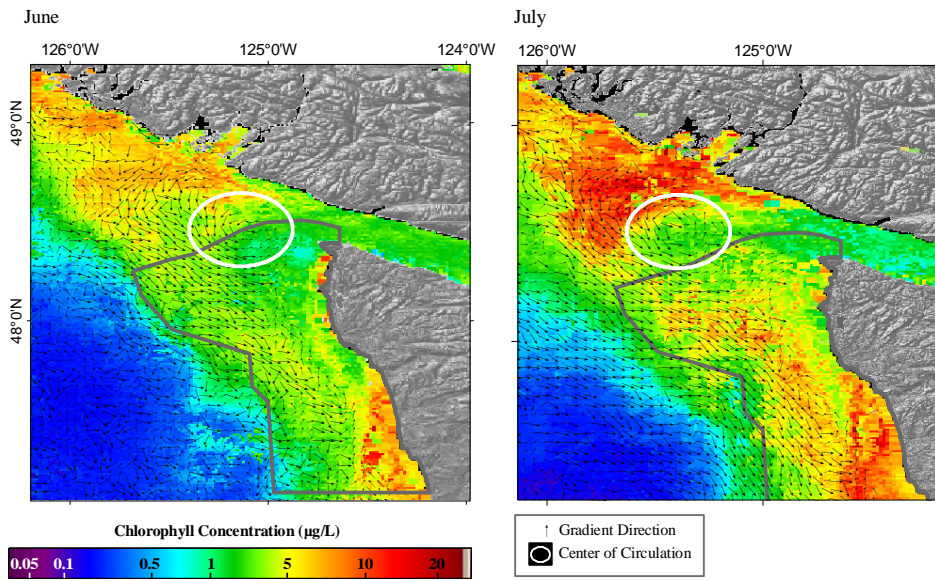 June
July
126°0'W
125°0'W
124°0'W
126°0'W
125°0'W
49°0'N
48°0'N
Chlorophyll Concentration (µg/L)
0.05 0.1 0.5 1 5 10 20
↑ Gradient Direction
Center of Circulation